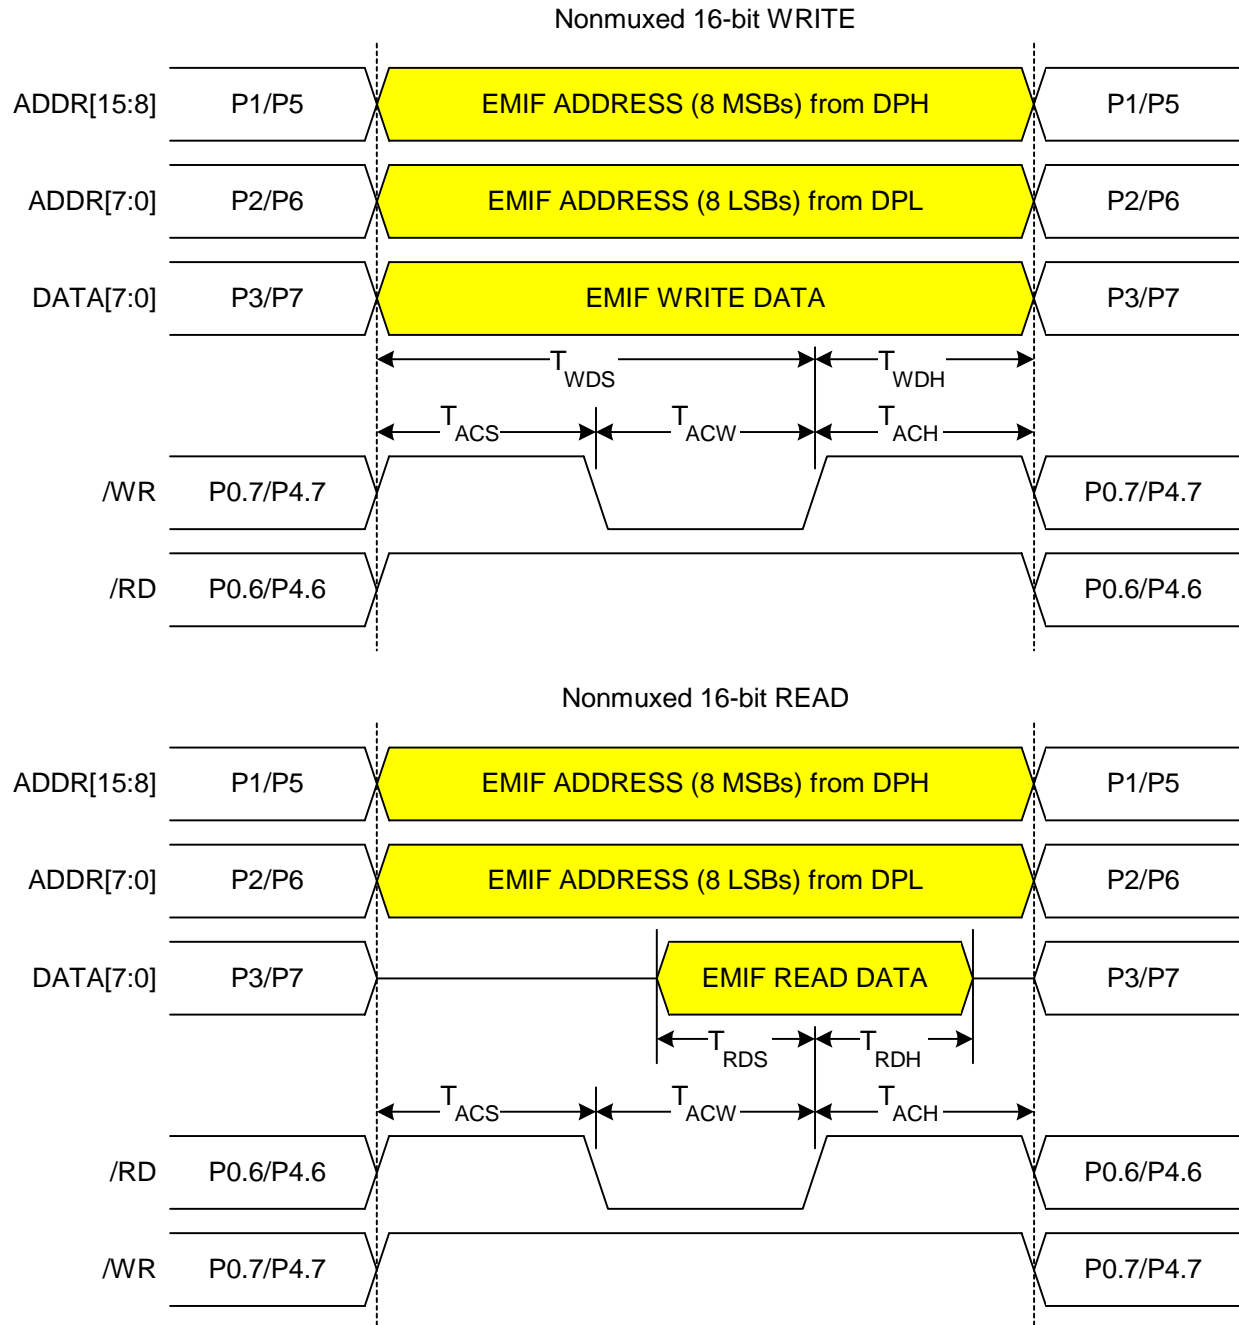 Nonmuxed 16-bit WRITE
ADDR[15:8] P1/P5 EMIF ADDRESS (8 MSBs) from DPH P1/P5
ADDR[7:0] P2/P6 EMIF ADDRESS (8 LSBs) from DPL P2/P6
DATA[7:0] P3/P7 EMIF WRITE DATA P3/P7
TWDS TWDH
TACS TACW TACH
/WR P0.7/P4.7 P0.7/P4.7
/RD P0.6/P4.6 P0.6/P4.6
Nonmuxed 16-bit READ
ADDR[15:8] P1/P5 EMIF ADDRESS (8 MSBs) from DPH P1/P5
ADDR[7:0] P2/P6 EMIF ADDRESS (8 LSBs) from DPL P2/P6
DATA[7:0] P3/P7 EMIF READ DATA P3/P7
TRDS TRDH
TACS TACW TACH
/RD P0.6/P4.6 P0.6/P4.6
/WR P0.7/P4.7 P0.7/P4.7